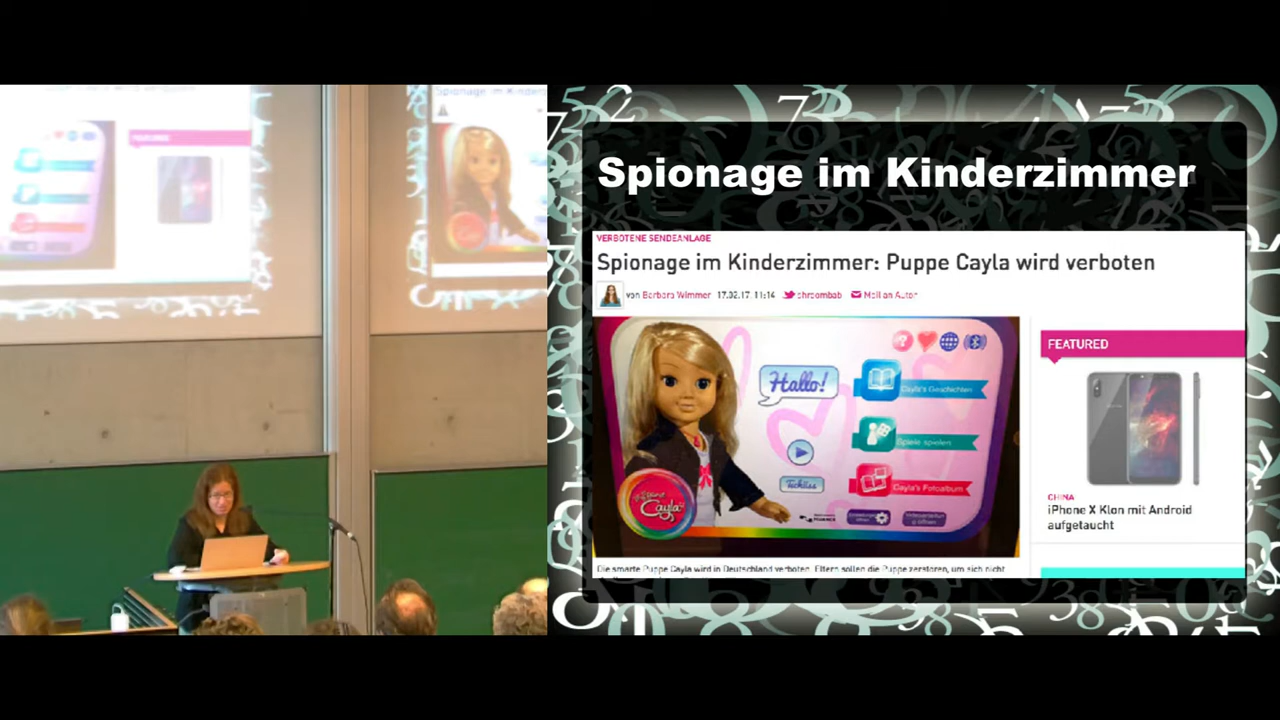 Spionage im Kinderzimmer
VERBOTENE SENDEANLAGE
Spionage im Kinderzimmer: Puppe Cayla wird verboten
von Barbara Wimmer 17.02.17, 11:14 shroombab Mail an Autor
Hallo!
Cayla's Geschichten
Spiele spielen
Tschüss
Cayla's Fotoalbum
Cayla
FEATURED
CHINA
iPhone X Klon mit Android
aufgetaucht
Die smarte Puppe Cayla wird in Deutschland verboten. Eltern sollen die Puppe zerstören, um sich nicht